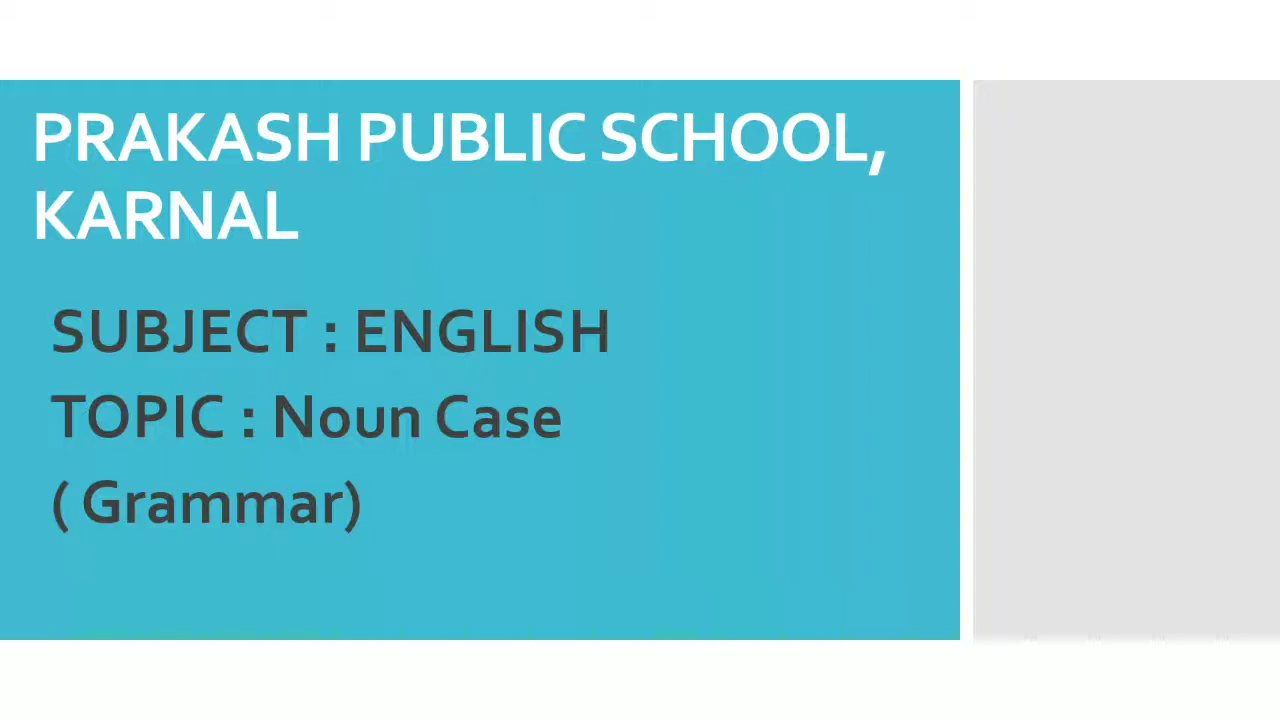 PRAKASH PUBLIC SCHOOL,
KARNAL
SUBJECT : ENGLISH
TOPIC : Noun Case
( Grammar)